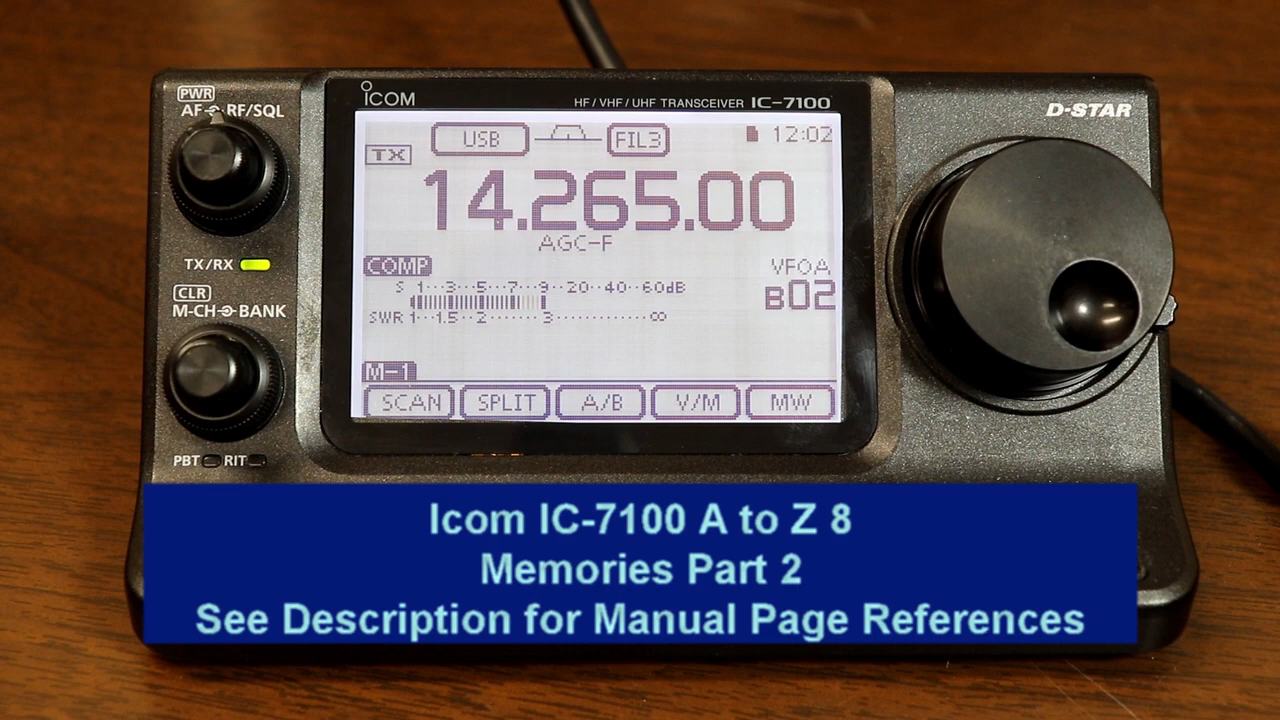 PWR
AF RF/SQL
TX/RX
CLR
M-CH BANK
PBT RIT
ICOM
HF/VHF/UHF TRANSCEIVER IC-7100
D-STAR
USB FIL3 12:02
TX
14.265.00
AGC-F
COMP VFOA
S 1··3··5··7··9··20··40··60dB
B02
SWR 1··1.5··2·······3············∞
M-1
SCAN SPLIT A/B V/M MW
Icom IC-7100 A to Z 8
Memories Part 2
See Description for Manual Page References